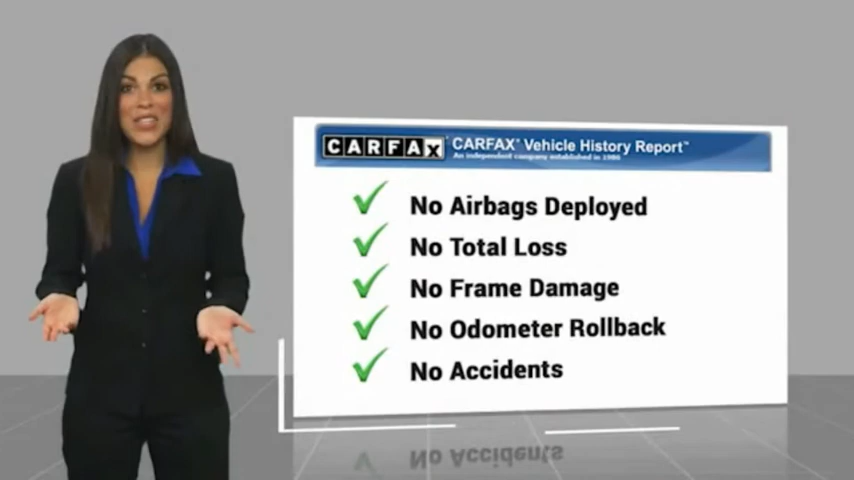 CARFAX CARFAX® Vehicle History Report™
An independent company established in 1986
No Airbags Deployed
No Total Loss
No Frame Damage
No Odometer Rollback
No Accidents
No Accidents